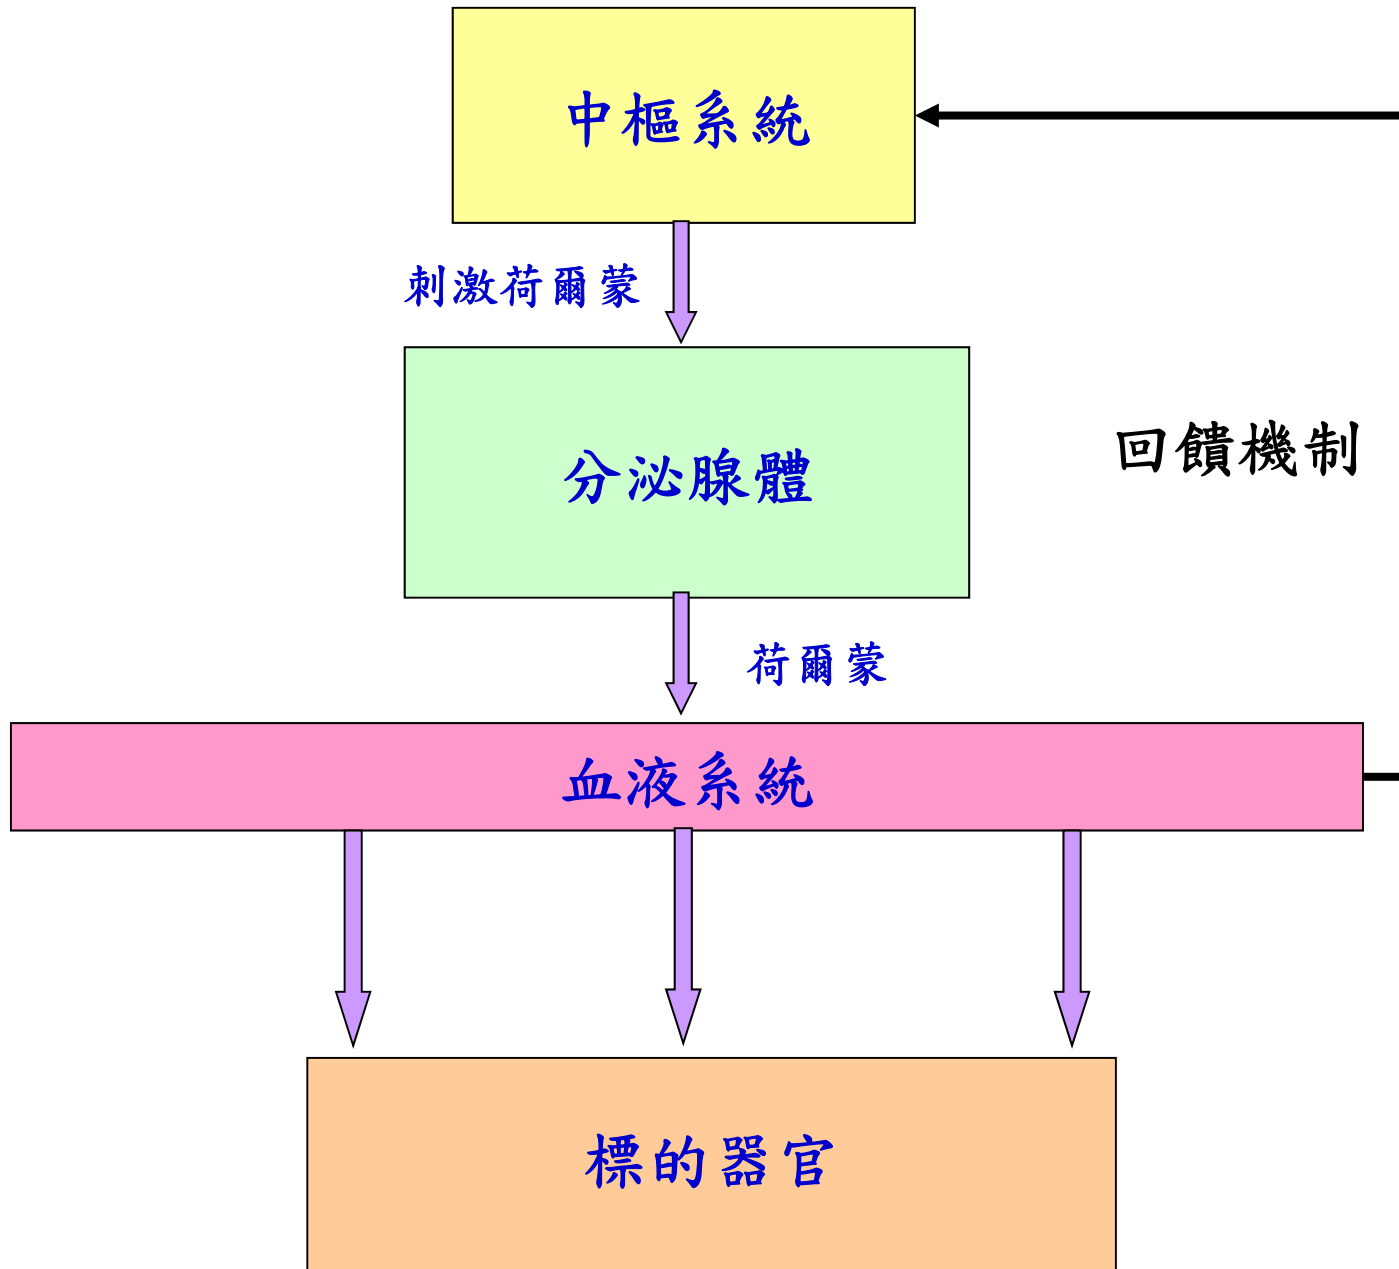 中樞系統
刺激荷爾蒙
分泌腺體
回饋機制
荷爾蒙
血液系統
標的器官